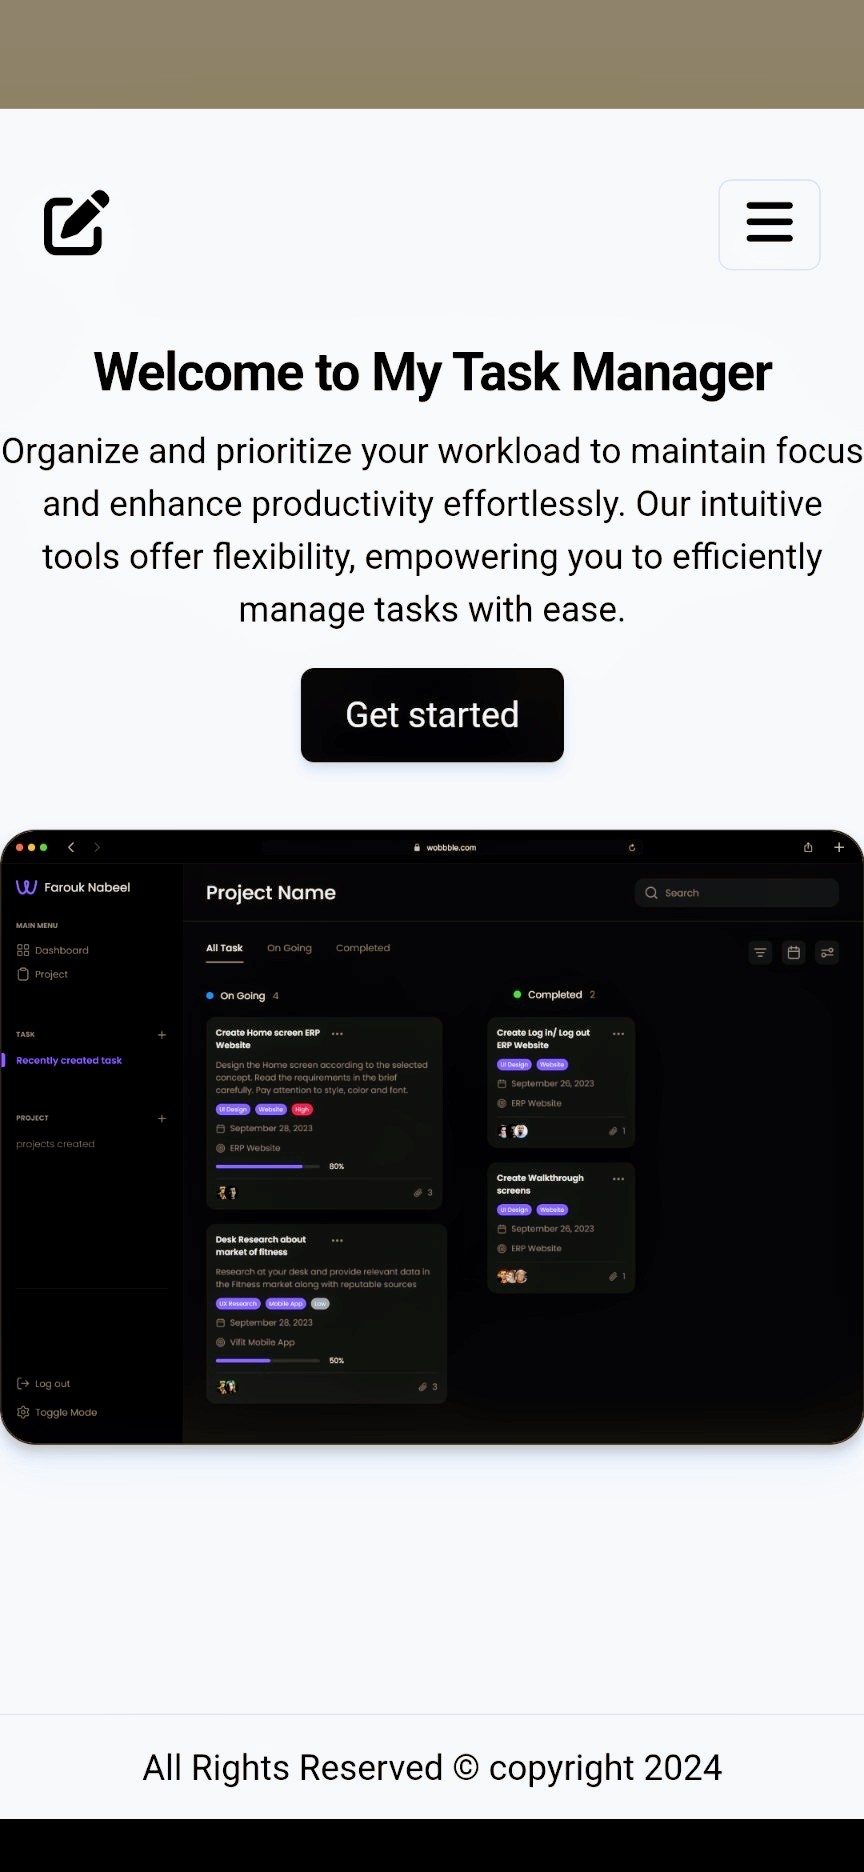 Welcome to My Task Manager
Organize and prioritize your workload to maintain focus
and enhance productivity effortlessly. Our intuitive
tools offer flexibility, empowering you to efficiently
manage tasks with ease.
Get started
wobbble.com
Farouk Nabeel
MAIN MENU
Dashboard
Project
TASK
Recently created task
PROJECT
projects created
Log out
Toggle Mode
Project Name
Search
All Task On Going Completed
On Going 4
Create Home screen ERP
Website
Design the Home screen according to the selected
concept. Read the requirements in the brief
carefully. Pay attention to style, color and font.
UI Design Website High
September 28, 2023
ERP Website
80%
3
Desk Research about
market of fitness
Research at your desk and provide relevant data in
the Fitness market along with reputable sources
UX Research Mobile App Low
September 28, 2023
Vifit Mobile App
50%
3
Completed 2
Create Log in/ Log out
ERP Website
UI Design Website
September 26, 2023
ERP Website
1
Create Walkthrough
screens
UI Design Website
September 26, 2023
ERP Website
1
All Rights Reserved © copyright 2024